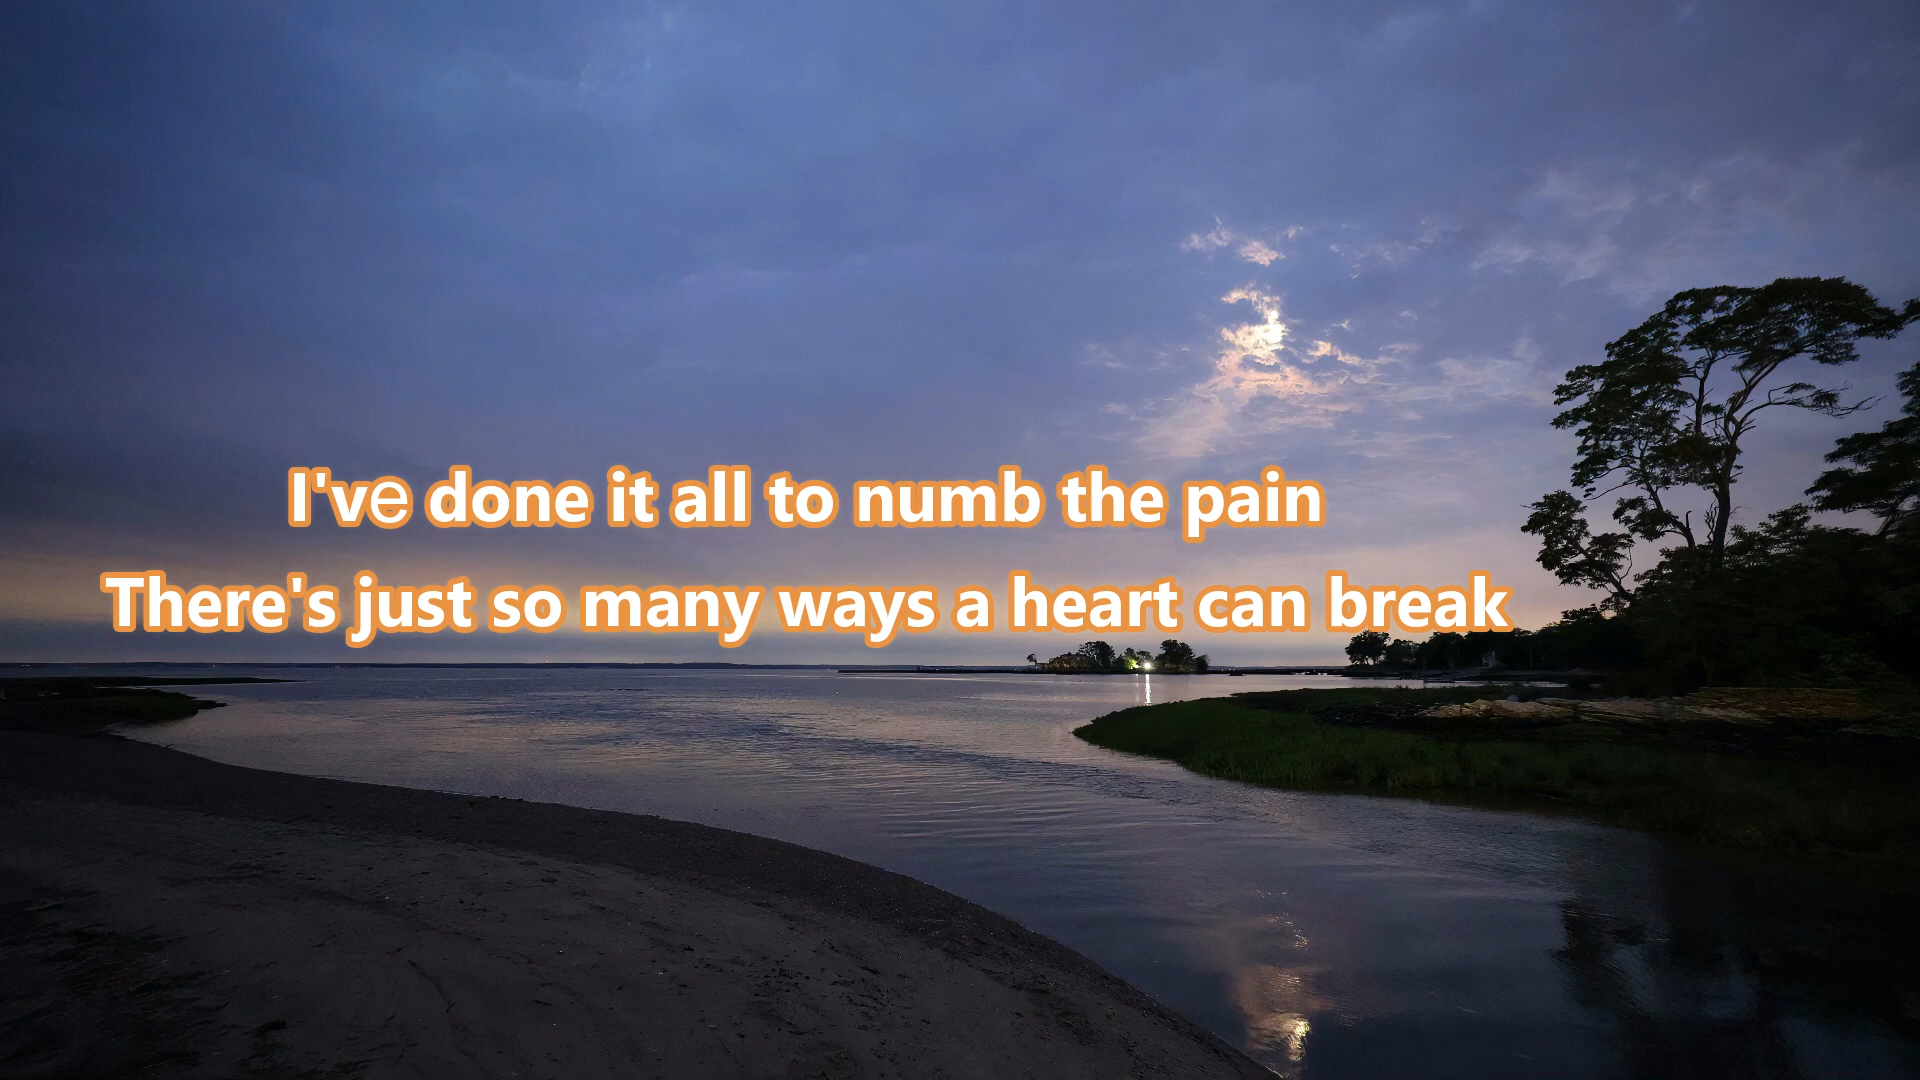 I've done it all to numb the pain
There's just so many ways a heart can break